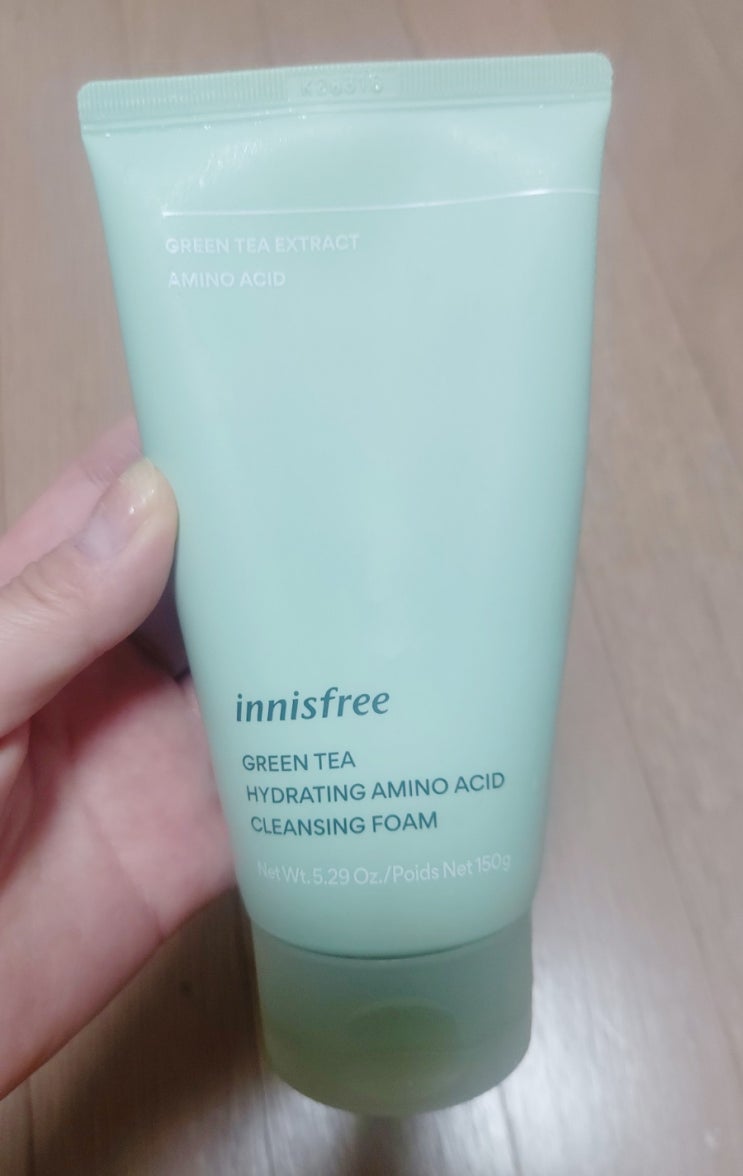 GREEN TEA EXTRACT
AMINO ACID
innisfree
GREEN TEA
HYDRATING AMINO ACID
CLEANSING FOAM
Net Wt. 5.29 Oz./Poids Net 150g